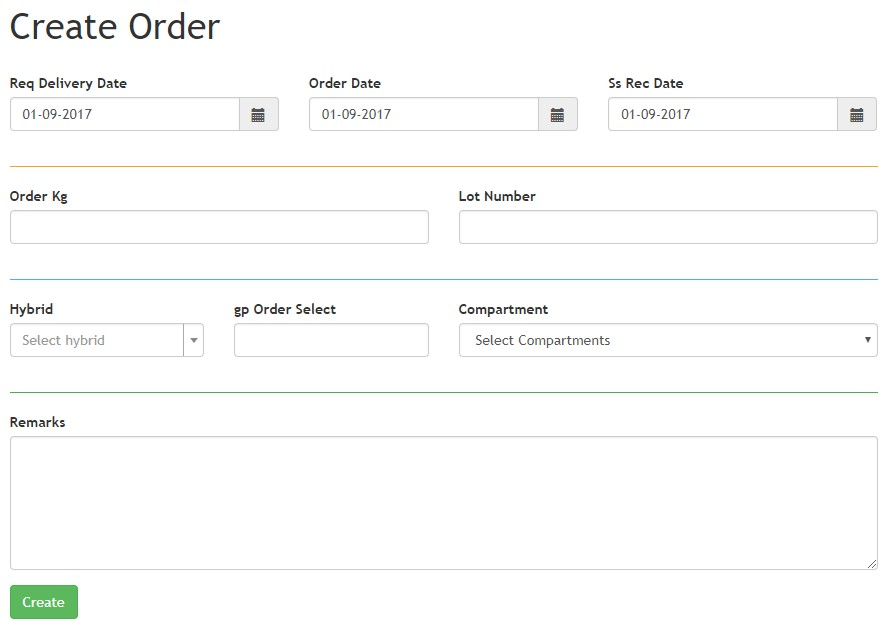 Create Order
Req Delivery Date Order Date Ss Rec Date
01-09-2017 01-09-2017 01-09-2017
Order Kg Lot Number
Hybrid gp Order Select Compartment
Select hybrid Select Compartments
Remarks
Create